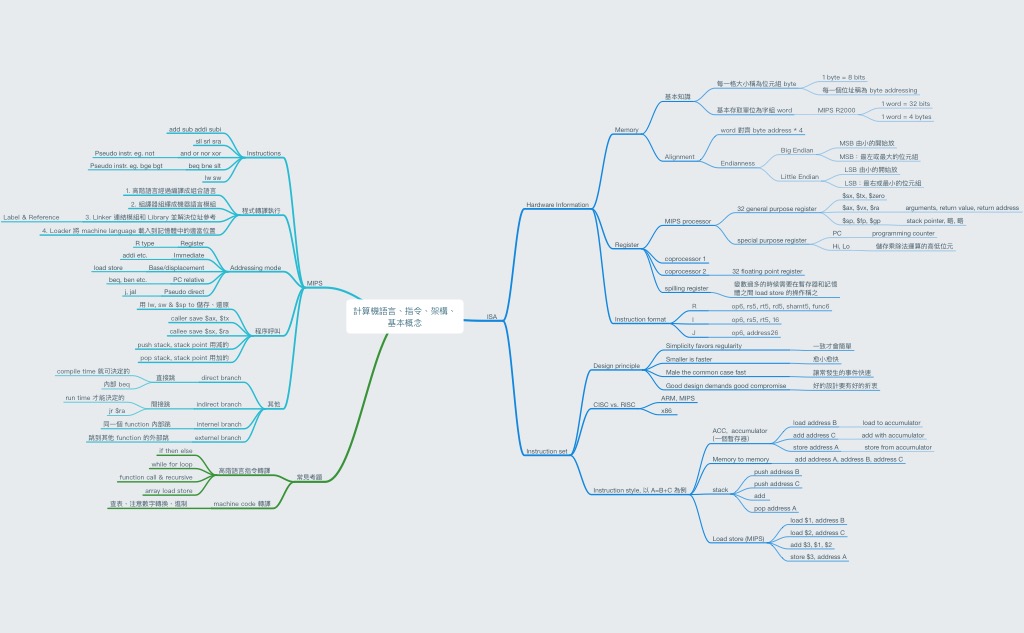 計算機語言、指令、架構、
基本概念
ISA
Hardware Information
Memory
基本知識
每一格大小稱為位元組 byte
1 byte = 8 bits
每一個位址稱為 byte addressing
基本存取單位為字組 word
MIPS R2000
1 word = 32 bits
1 word = 4 bytes
Alignment
word 對齊 byte address * 4
Endianness
Big Endian
MSB 由小的開始放
MSB：最左或最大的位元組
Little Endian
LSB 由小的開始放
LSB：最右或最小的位元組
Register
MIPS processor
32 general purpose register
$sx, $tx, $zero
$ax, $vx, $ra
arguments, return value, return address
$sp, $fp, $gp
stack pointer, 略, 略
special purpose register
PC
programming counter
Hi, Lo
儲存乘除法運算的高低位元
coprocessor 1
coprocessor 2
32 floating point register
spilling register
變數過多的時候需要在暫存器和記憶
體之間 load store 的操作稱之
Instruction format
R
op6, rs5, rt5, rd5, shamt5, func6
I
op6, rs5, rt5, 16
J
op6, address26
Instruction set
Design principle
Simplicity favors regularity
一致才會簡單
Smaller is faster
愈小愈快
Male the common case fast
讓常發生的事件快速
Good design demands good compromise
好的設計要有好的折衷
CISC vs. RISC
ARM, MIPS
x86
Instruction style, 以 A=B+C 為例
ACC, accumulator
(一個暫存器)
load address B
load to accumulator
add address C
add with accumulator
store address A
store from accumulator
Memory to memory
add address A, address B, address C
stack
push address B
push address C
add
pop address A
Load store (MIPS)
load $1, address B
load $2, address C
add $3, $1, $2
store $3, address A
MIPS
Instructions
add sub addi subi
sll srl sra
and or nor xor
Pseudo instr. eg. not
beq bne slt
Pseudo instr. eg. bge bgt
lw sw
程式轉譯執行
1. 高階語言經過編譯成組合語言
2. 組譯器組譯成機器語言模組
3. Linker 連結模組和 Library 並解決位址參考
Label & Reference
4. Loader 將 machine language 載入到記憶體中的適當位置
Addressing mode
Register
R type
Immediate
addi etc.
Base/displacement
load store
PC relative
beq, ben etc.
Pseudo direct
j, jal
程序呼叫
用 lw, sw & $sp to 儲存、還原
caller save $ax, $tx
callee save $sx, $ra
push stack, stack point 用減的
pop stack, stack point 用加的
其他
direct branch
直接跳
compile time 就可決定的
內部 beq
indirect branch
間接跳
run time 才能決定的
jr $ra
internel branch
同一個 function 內部跳
externel branch
跳到其他 function 的外部跳
常見考題
高階語言指令轉譯
if then else
while for loop
function call & recursive
array load store
machine code 轉譯
查表、注意數字轉換、進制